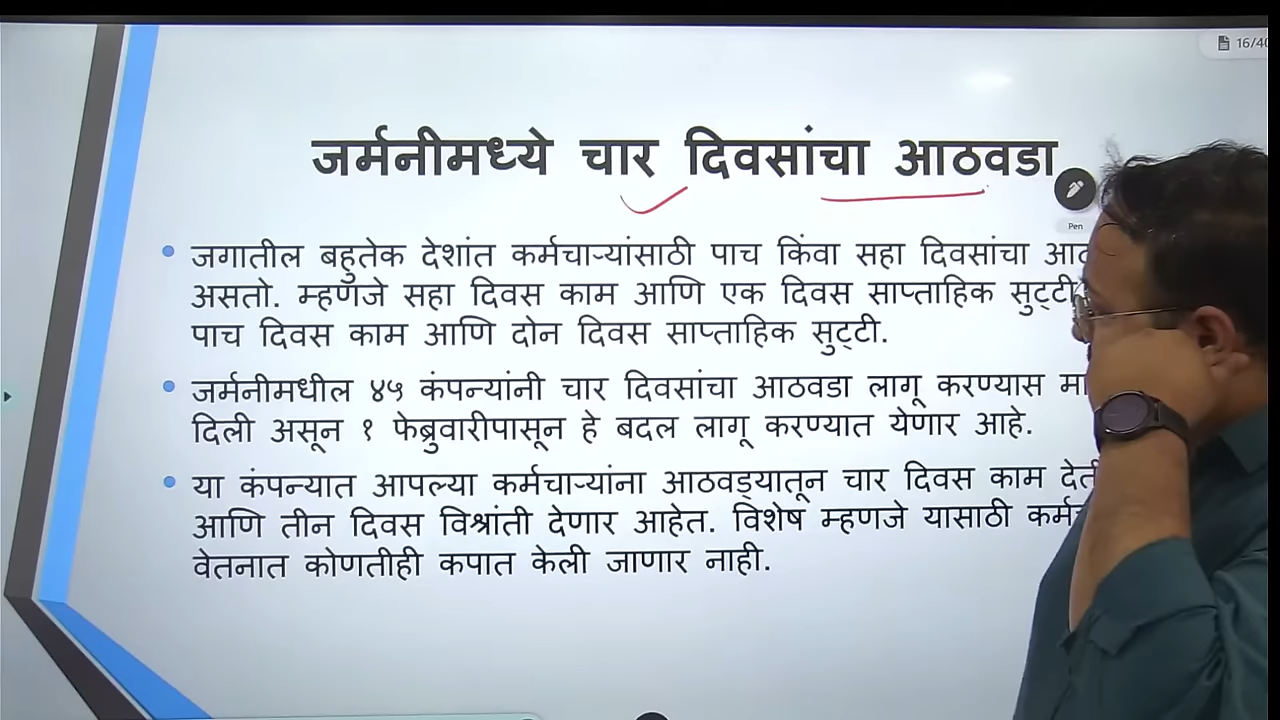 16/40
जर्मनीमध्ये चार दिवसांचा आठवडा
Pen
जगातील बहुतेक देशांत कर्मचाऱ्यांसाठी पाच किंवा सहा दिवसांचा
असतो. म्हणजे सहा दिवस काम आणि एक दिवस साप्ताहिक सुट्टी
पाच दिवस काम आणि दोन दिवस साप्ताहिक सुट्टी.
जर्मनीमधील ४५ कंपन्यांनी चार दिवसांचा आठवडा लागू करण्यास
दिली असून १ फेब्रुवारीपासून हे बदल लागू करण्यात येणार आहे.
या कंपन्यात आपल्या कर्मचाऱ्यांना आठवड्यातून चार दिवस काम
आणि तीन दिवस विश्रांती देणार आहेत. विशेष म्हणजे यासाठी
वेतनात कोणतीही कपात केली जाणार नाही.